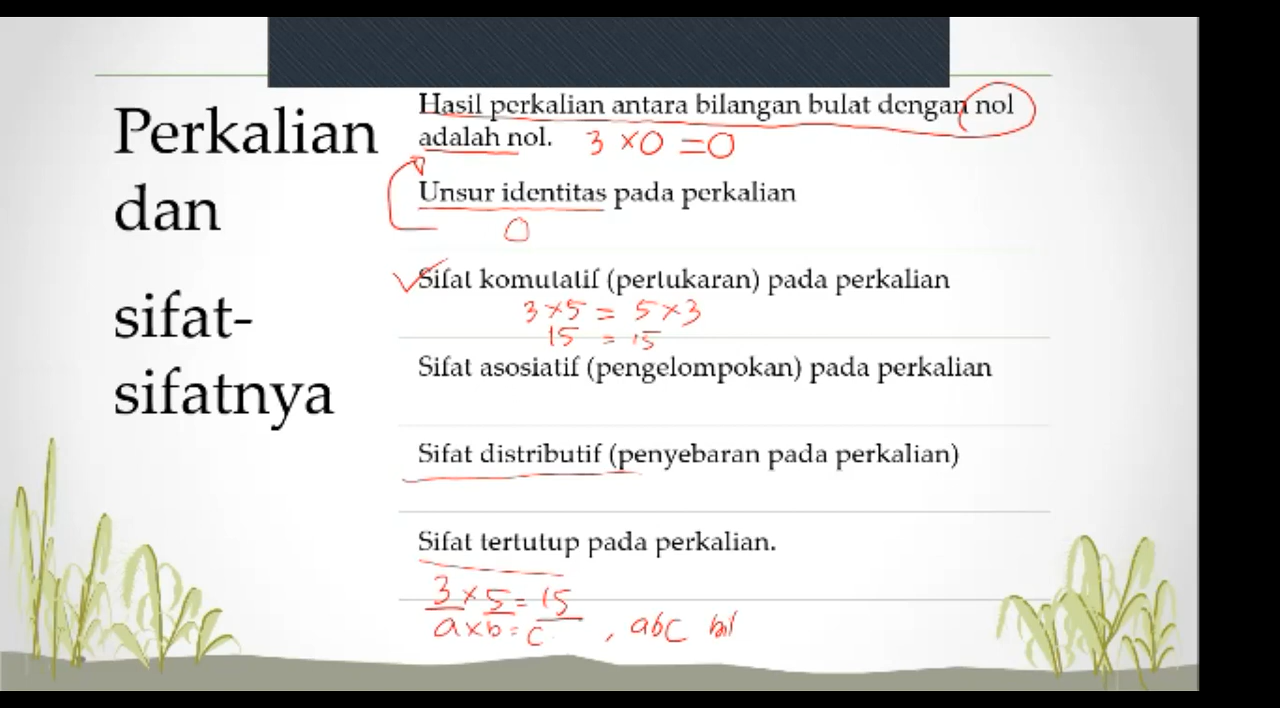 Perkalian
dan
sifat-
sifatnya
Hasil perkalian antara bilangan bulat dengan nol
adalah nol. 3 × 0 = 0
Unsur identitas pada perkalian
0
Sifat komutatif (pertukaran) pada perkalian
3 × 5 = 5 × 3
15 = 15
Sifat asosiatif (pengelompokan) pada perkalian
Sifat distributif (penyebaran pada perkalian)
Sifat tertutup pada perkalian.
3 × 5 = 15
a × b = c , abc bil